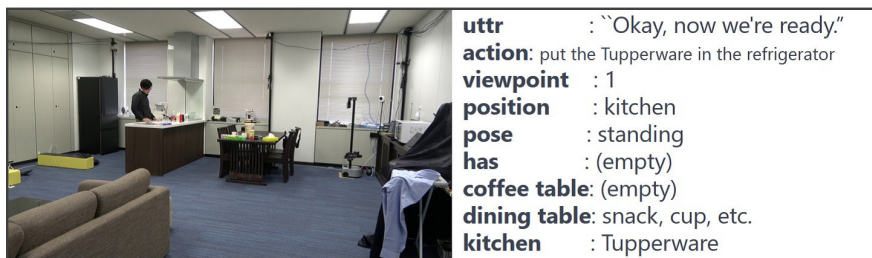 uttr : ``Okay, now we're ready.”
action: put the Tupperware in the refrigerator
viewpoint : 1
position : kitchen
pose : standing
has : (empty)
coffee table: (empty)
dining table: snack, cup, etc.
kitchen : Tupperware